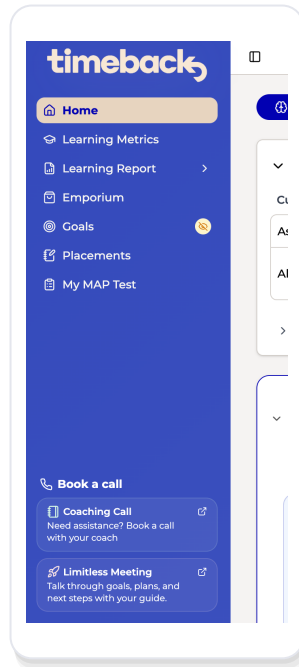 timeback
Home
Learning Metrics
Learning Report
Emporium
Goals
Placements
My MAP Test
Book a call
Coaching Call
Need assistance? Book a call
with your coach
Limitless Meeting
Talk through goals, plans, and
next steps with your guide.